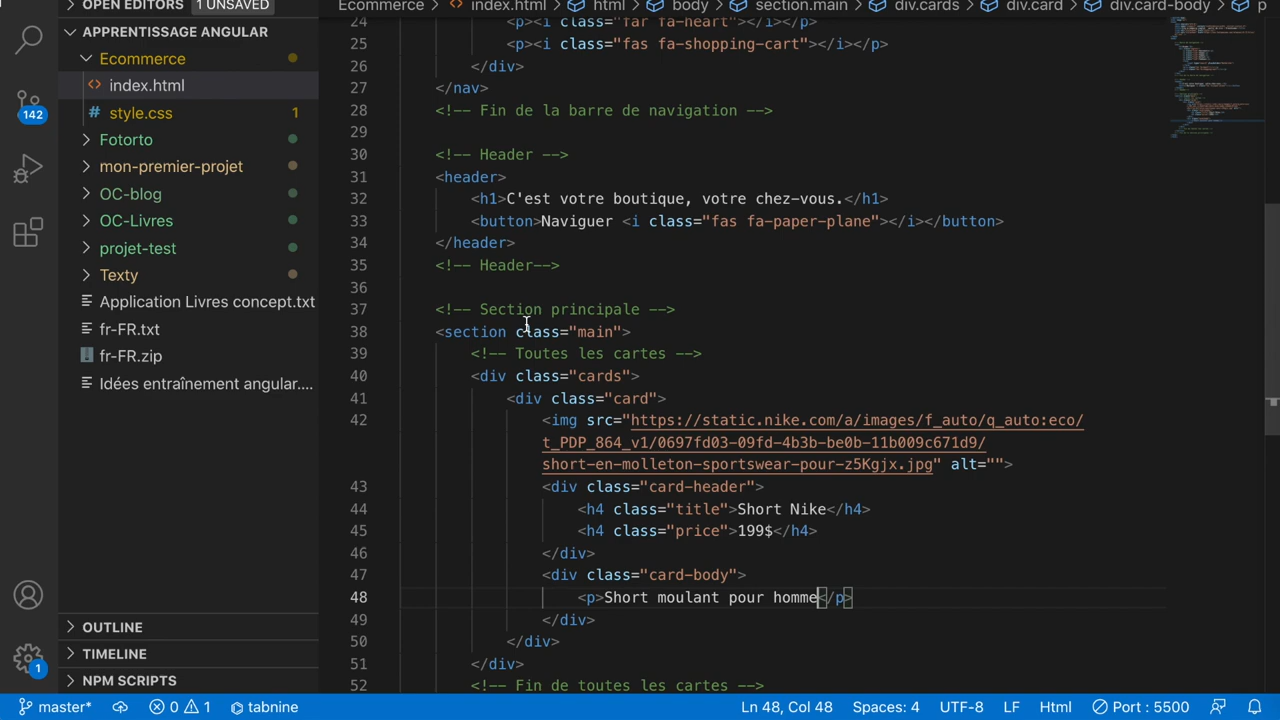 OPEN EDITORS 1 UNSAVED
Ecommerce > index.html > html > body > section.main > div.cards > div.card > div.card-body > p
APPRENTISSAGE ANGULAR
Ecommerce
index.html
style.css 1
Fotorto
mon-premier-projet
OC-blog
OC-Livres
projet-test
Texty
Application Livres concept.txt
fr-FR.txt
fr-FR.zip
Idées entraînement angular....
OUTLINE
TIMELINE
NPM SCRIPTS
142
1
24 <p><i class="far fa-heart"></i></p>
25 <p><i class="fas fa-shopping-cart"></i></p>
26 </div>
27 </nav>
28 <!-- Fin de la barre de navigation -->
29
30 <!-- Header -->
31 <header>
32 <h1>C'est votre boutique, votre chez-vous.</h1>
33 <button>Naviguer <i class="fas fa-paper-plane"></i></button>
34 </header>
35 <!-- Header-->
36
37 <!-- Section principale -->
38 <section class="main">
39 <!-- Toutes les cartes -->
40 <div class="cards">
41 <div class="card">
42 <img src="https://static.nike.com/a/images/f_auto/q_auto:eco/
t_PDP_864_v1/0697fd03-09fd-4b3b-be0b-11b009c671d9/
short-en-molleton-sportswear-pour-z5Kgjx.jpg" alt="">
43 <div class="card-header">
44 <h4 class="title">Short Nike</h4>
45 <h4 class="price">199$</h4>
46 </div>
47 <div class="card-body">
48 <p>Short moulant pour homme</p>
49 </div>
50 </div>
51 </div>
52 <!-- Fin de toutes les cartes -->
master* 0 1 tabnine Ln 48, Col 48 Spaces: 4 UTF-8 LF Html Port : 5500